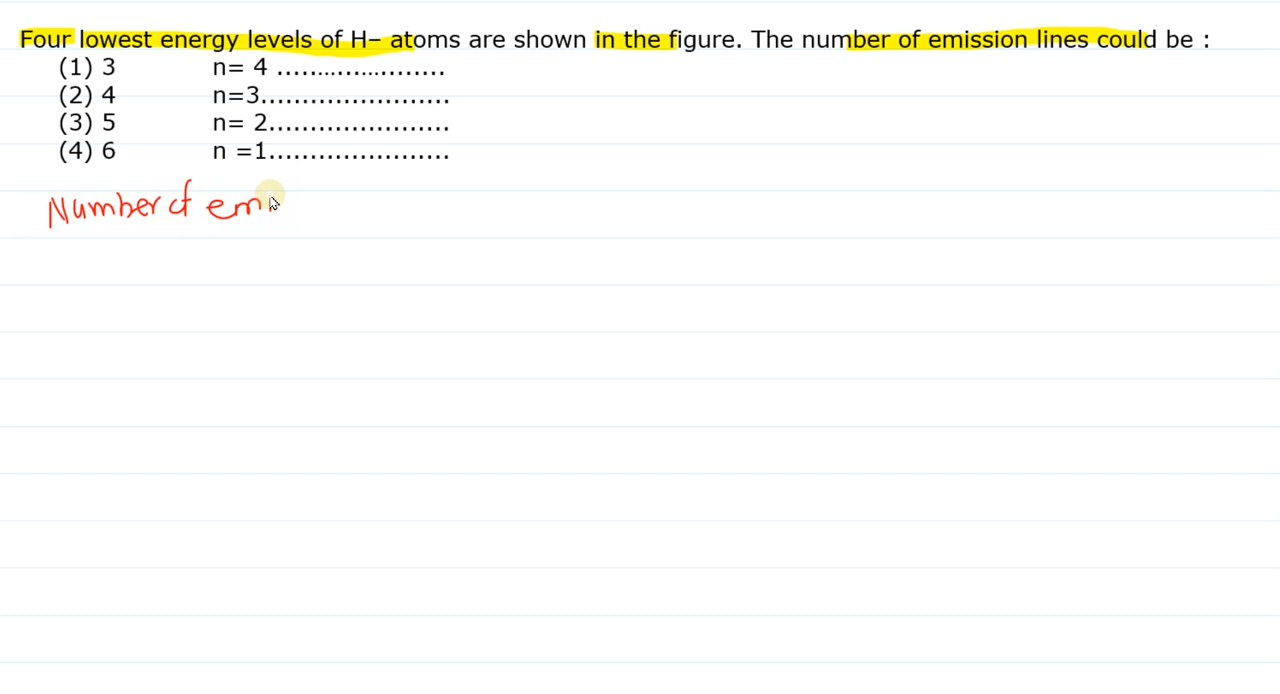 Four lowest energy levels of H– atoms are shown in the figure. The number of emission lines could be :
(1) 3 n= 4 .....................
(2) 4 n=3.......................
(3) 5 n= 2......................
(4) 6 n =1......................
Number of em